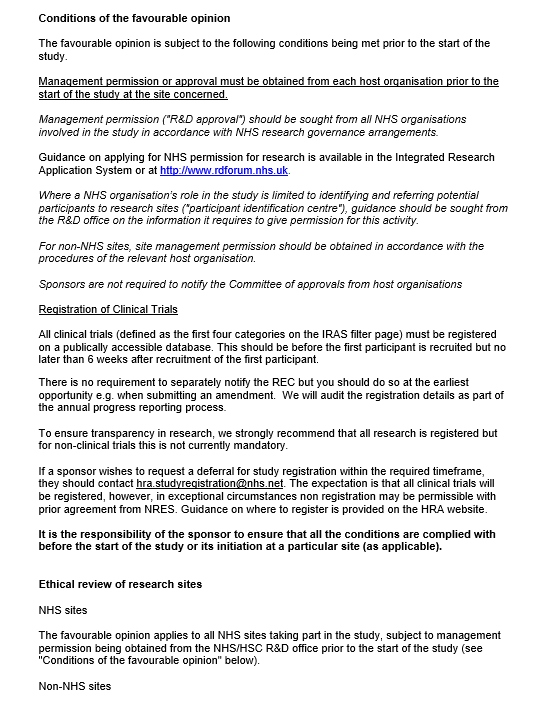 Conditions of the favourable opinion
The favourable opinion is subject to the following conditions being met prior to the start of the
study.
Management permission or approval must be obtained from each host organisation prior to the
start of the study at the site concerned.
Management permission ("R&D approval") should be sought from all NHS organisations
involved in the study in accordance with NHS research governance arrangements.
Guidance on applying for NHS permission for research is available in the Integrated Research
Application System or at http://www.rdforum.nhs.uk.
Where a NHS organisation's role in the study is limited to identifying and referring potential
participants to research sites ("participant identification centre"), guidance should be sought from
the R&D office on the information it requires to give permission for this activity.
For non-NHS sites, site management permission should be obtained in accordance with the
procedures of the relevant host organisation.
Sponsors are not required to notify the Committee of approvals from host organisations
Registration of Clinical Trials
All clinical trials (defined as the first four categories on the IRAS filter page) must be registered
on a publically accessible database. This should be before the first participant is recruited but no
later than 6 weeks after recruitment of the first participant.
There is no requirement to separately notify the REC but you should do so at the earliest
opportunity e.g. when submitting an amendment. We will audit the registration details as part of
the annual progress reporting process.
To ensure transparency in research, we strongly recommend that all research is registered but
for non-clinical trials this is not currently mandatory.
If a sponsor wishes to request a deferral for study registration within the required timeframe,
they should contact hra.studyregistration@nhs.net. The expectation is that all clinical trials will
be registered, however, in exceptional circumstances non registration may be permissible with
prior agreement from NRES. Guidance on where to register is provided on the HRA website.
It is the responsibility of the sponsor to ensure that all the conditions are complied with
before the start of the study or its initiation at a particular site (as applicable).
Ethical review of research sites
NHS sites
The favourable opinion applies to all NHS sites taking part in the study, subject to management
permission being obtained from the NHS/HSC R&D office prior to the start of the study (see
"Conditions of the favourable opinion" below).
Non-NHS sites